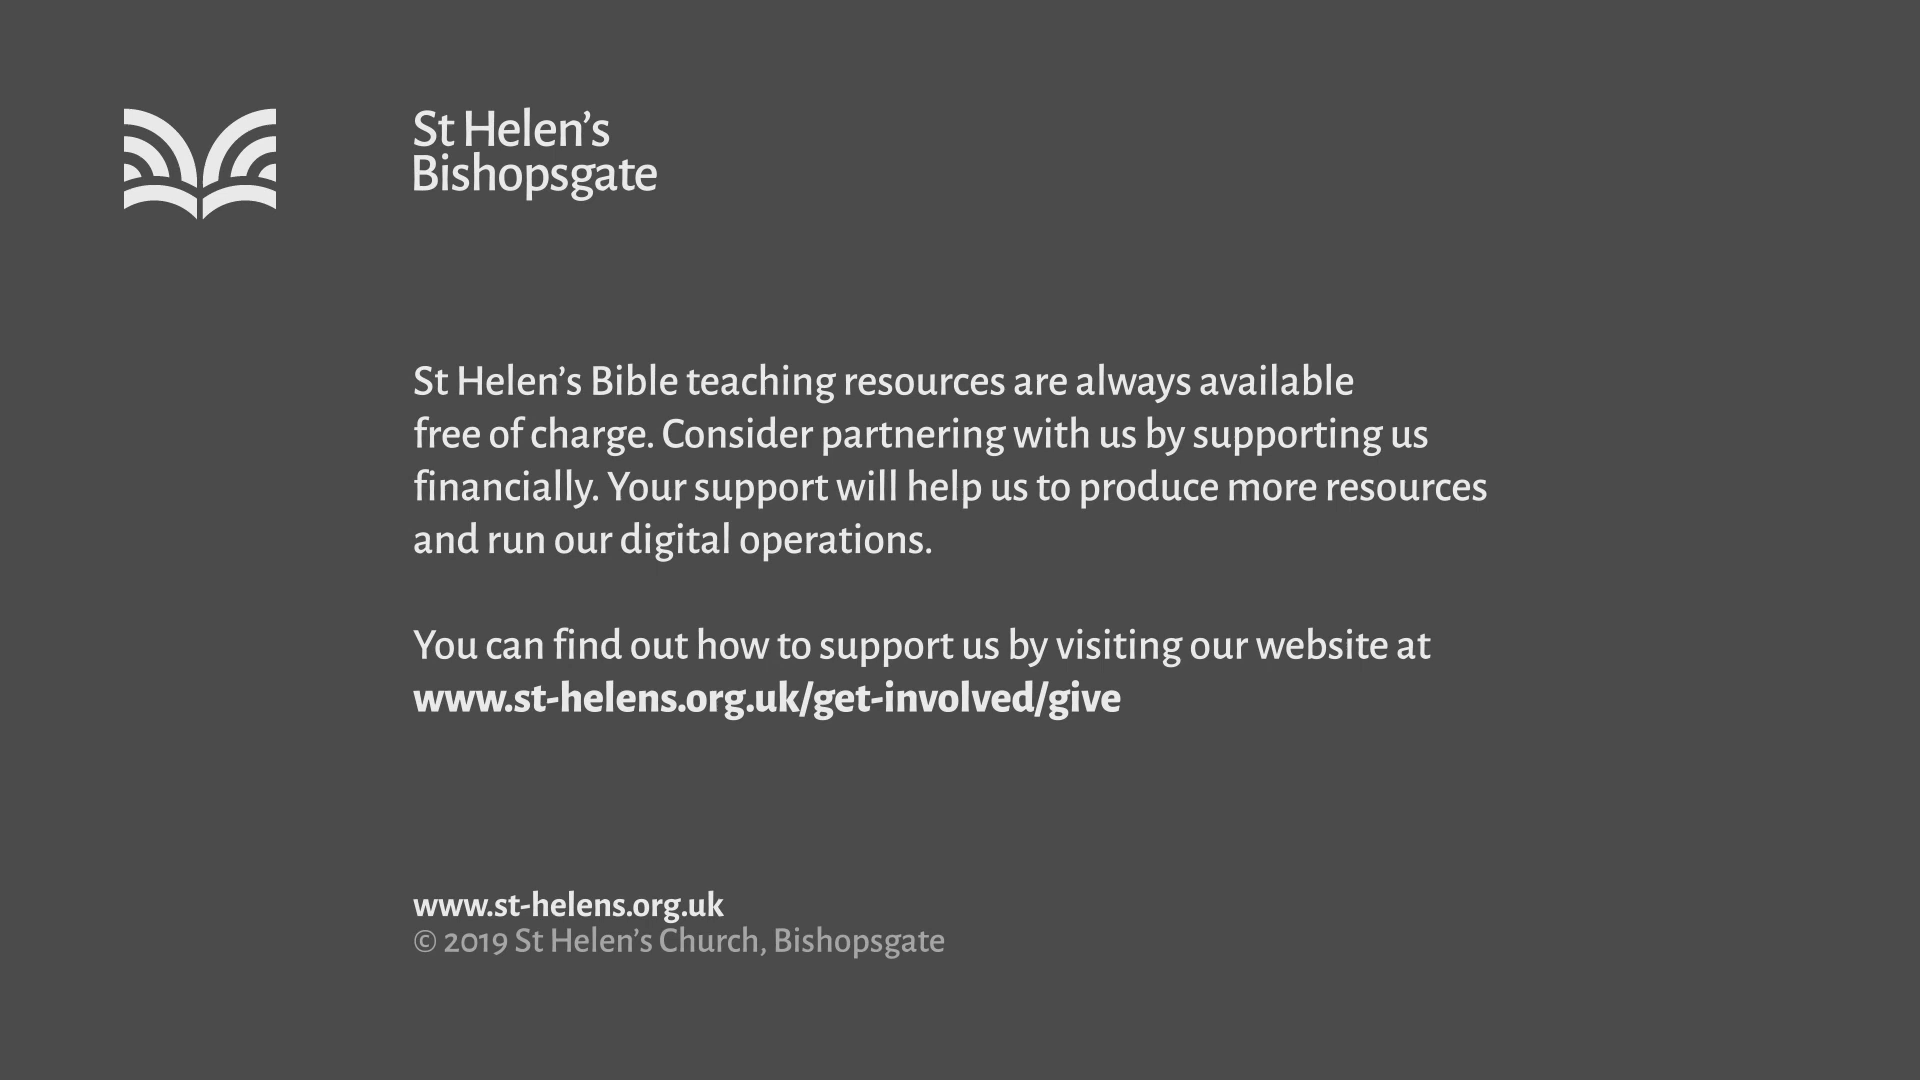 St Helen’s
Bishopsgate
St Helen’s Bible teaching resources are always available
free of charge. Consider partnering with us by supporting us
financially. Your support will help us to produce more resources
and run our digital operations.
You can find out how to support us by visiting our website at
www.st-helens.org.uk/get-involved/give
www.st-helens.org.uk
© 2019 St Helen’s Church, Bishopsgate